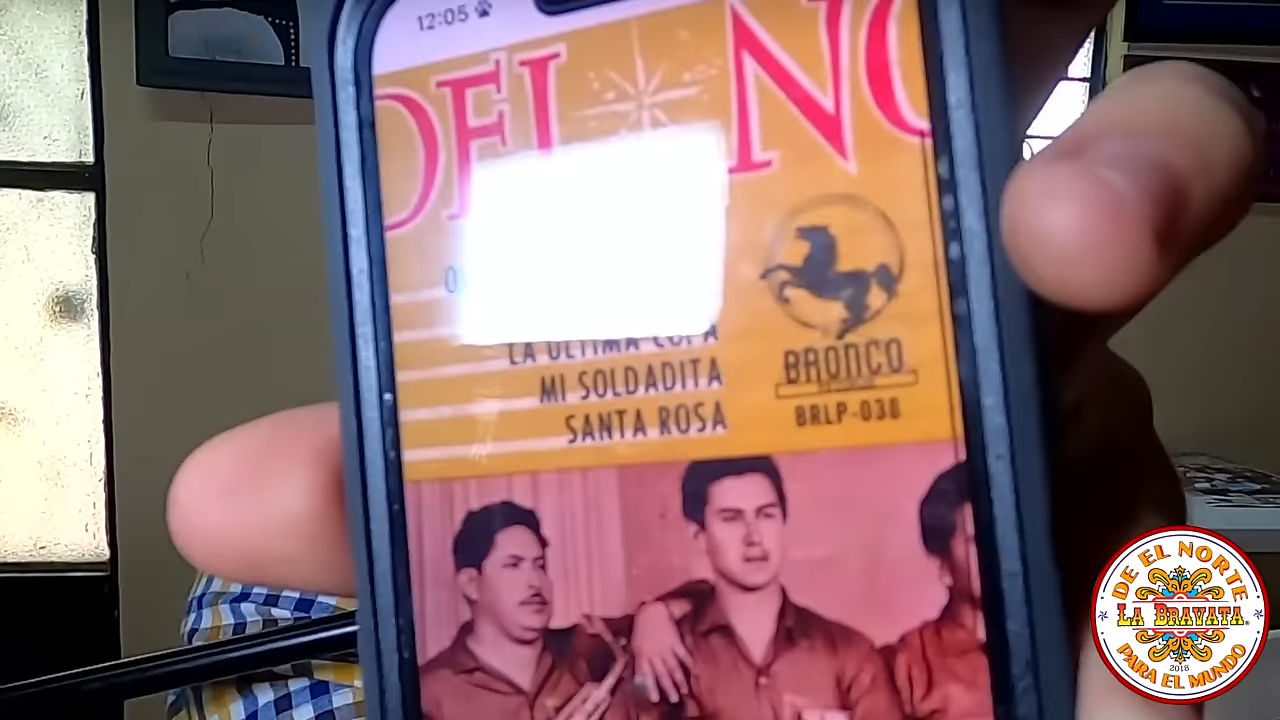 12:05
DEL NO
LA ULTIMA COPA
MI SOLDADITA
SANTA ROSA
BRONCO
BRLP-038
DE EL NORTE
LA BRAVATA
2018
PARA EL MUNDO